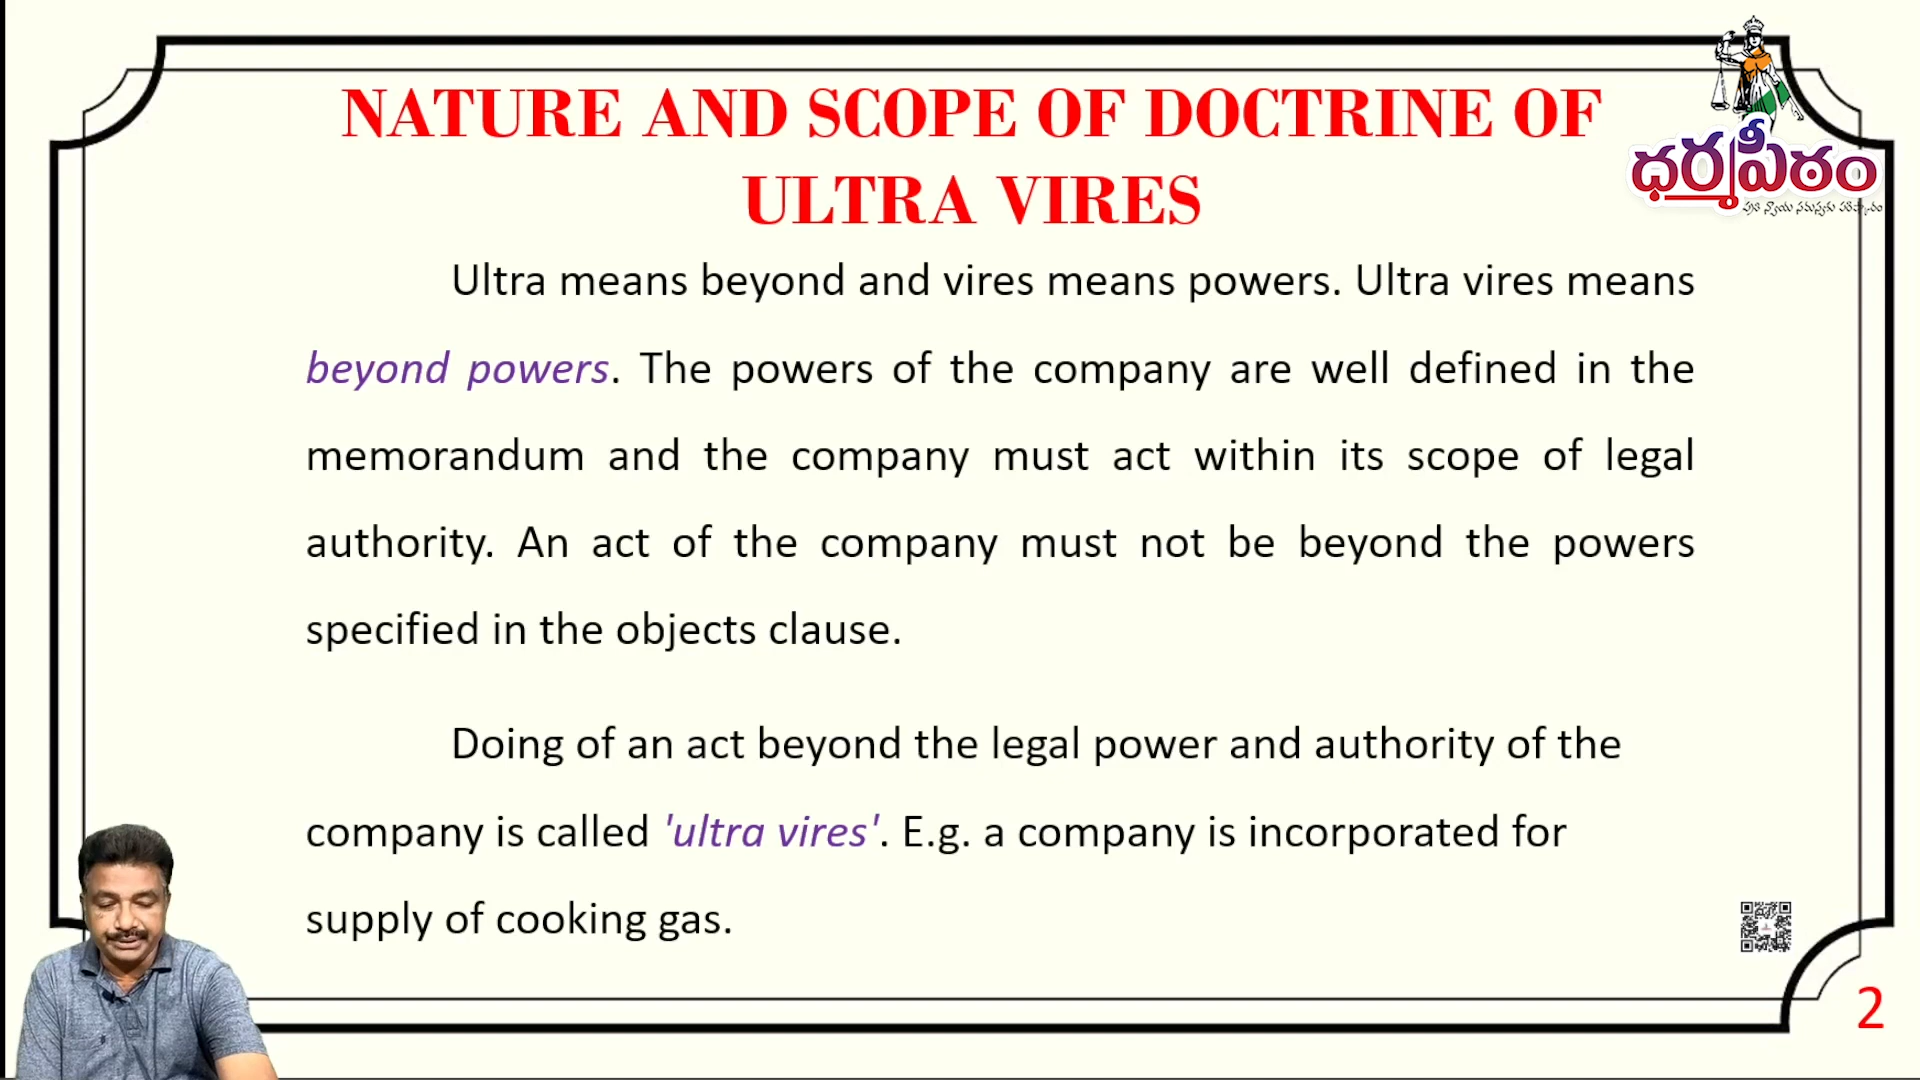 NATURE AND SCOPE OF DOCTRINE OF
ULTRA VIRES
ధర్మపీఠం
Ultra means beyond and vires means powers. Ultra vires means
beyond powers. The powers of the company are well defined in the
memorandum and the company must act within its scope of legal
authority. An act of the company must not be beyond the powers
specified in the objects clause.
Doing of an act beyond the legal power and authority of the
company is called 'ultra vires'. E.g. a company is incorporated for
supply of cooking gas.
2